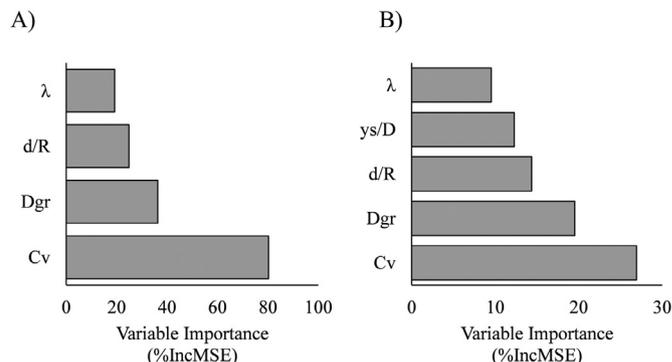 A)
λ
d/R
Dgr
Cv
0 20 40 60 80 100
Variable Importance
(%IncMSE)
B)
λ
ys/D
d/R
Dgr
Cv
0 10 20 30
Variable Importance
(%IncMSE)